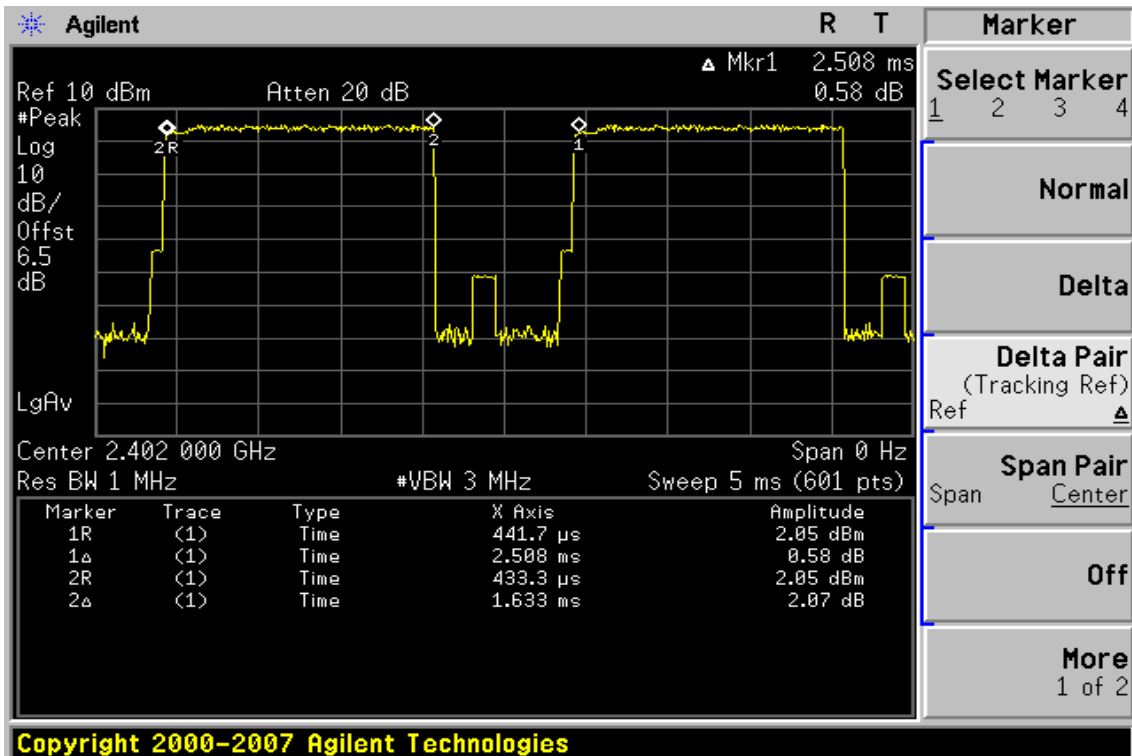 Agilent R T
Δ Mkr1 2.508 ms
Ref 10 dBm Atten 20 dB 0.58 dB
#Peak
Log
10
dB/
Offst
6.5
dB
LgAv
2R
2
1
Center 2.402 000 GHz Span 0 Hz
Res BW 1 MHz #VBW 3 MHz Sweep 5 ms (601 pts)
Marker Trace Type X Axis Amplitude
1R (1) Time 441.7 µs 2.05 dBm
1Δ (1) Time 2.508 ms 0.58 dB
2R (1) Time 433.3 µs 2.05 dBm
2Δ (1) Time 1.633 ms 2.07 dB
Marker
Select Marker
1 2 3 4
Normal
Delta
Delta Pair
(Tracking Ref)
Ref Δ
Span Pair
Span Center
Off
More
1 of 2
Copyright 2000-2007 Agilent Technologies